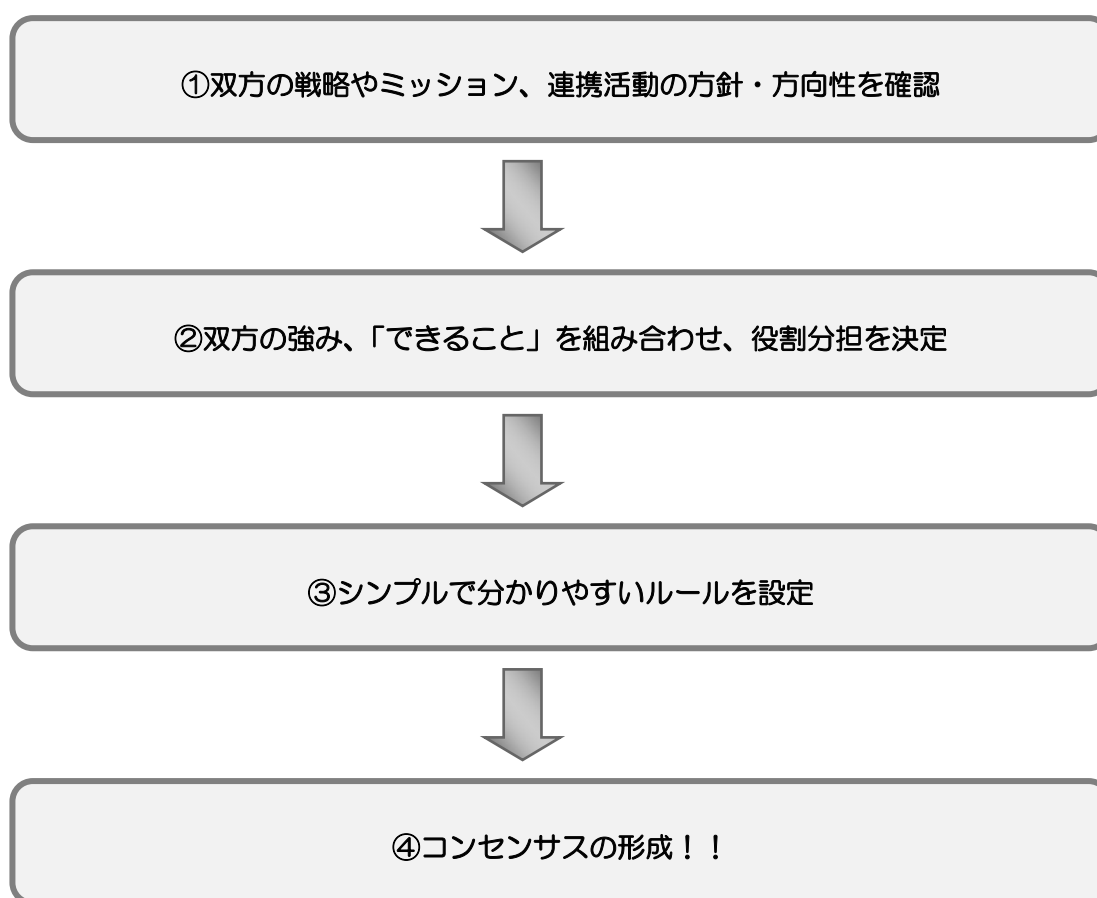 ①双方の戦略やミッション、連携活動の方針・方向性を確認
②双方の強み、「できること」を組み合わせ、役割分担を決定
③シンプルで分かりやすいルールを設定
④コンセンサスの形成！！